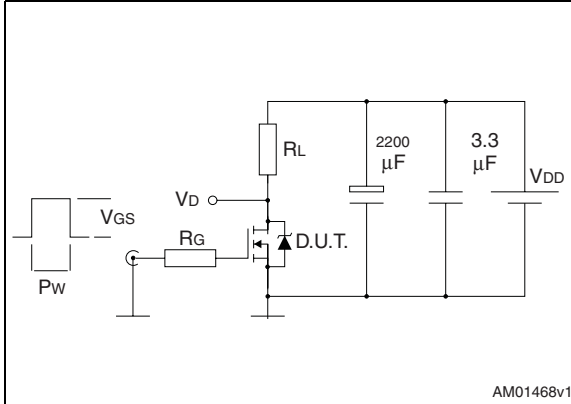 2200
μF
3.3
μF
RL
VDD
VD
VGS
RG
D.U.T.
PW
AM01468v1